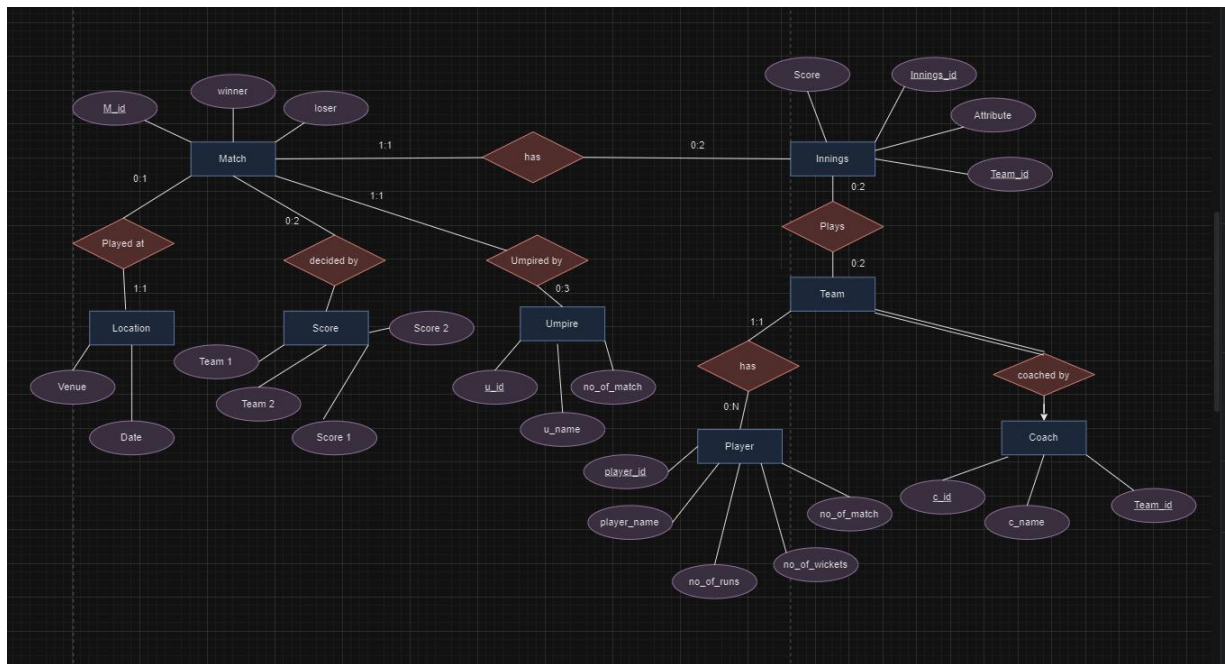 winner
M_id
loser
Score
Innings_id
Attribute
Match
1:1
has
0:2
Innings
Team_id
0:1
1:1
0:2
0:2
Played at
decided by
Umpired by
Plays
0:2
1:1
0:3
Team
Location
Score
Score 2
Umpire
1:1
Team 1
has
coached by
Venue
Team 2
u_id
no_of_match
0:N
Date
Score 1
u_name
Player
Coach
player_id
c_id
Team_id
player_name
no_of_match
c_name
no_of_runs
no_of_wickets